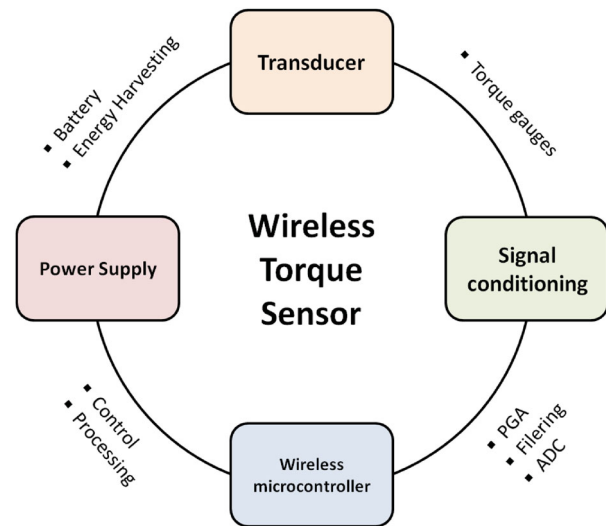 Transducer
Battery
Energy Harvesting
Torque gauges
Wireless
Torque
Sensor
Power Supply
Signal
conditioning
Control
Processing
PGA
Filering
ADC
Wireless
microcontroller